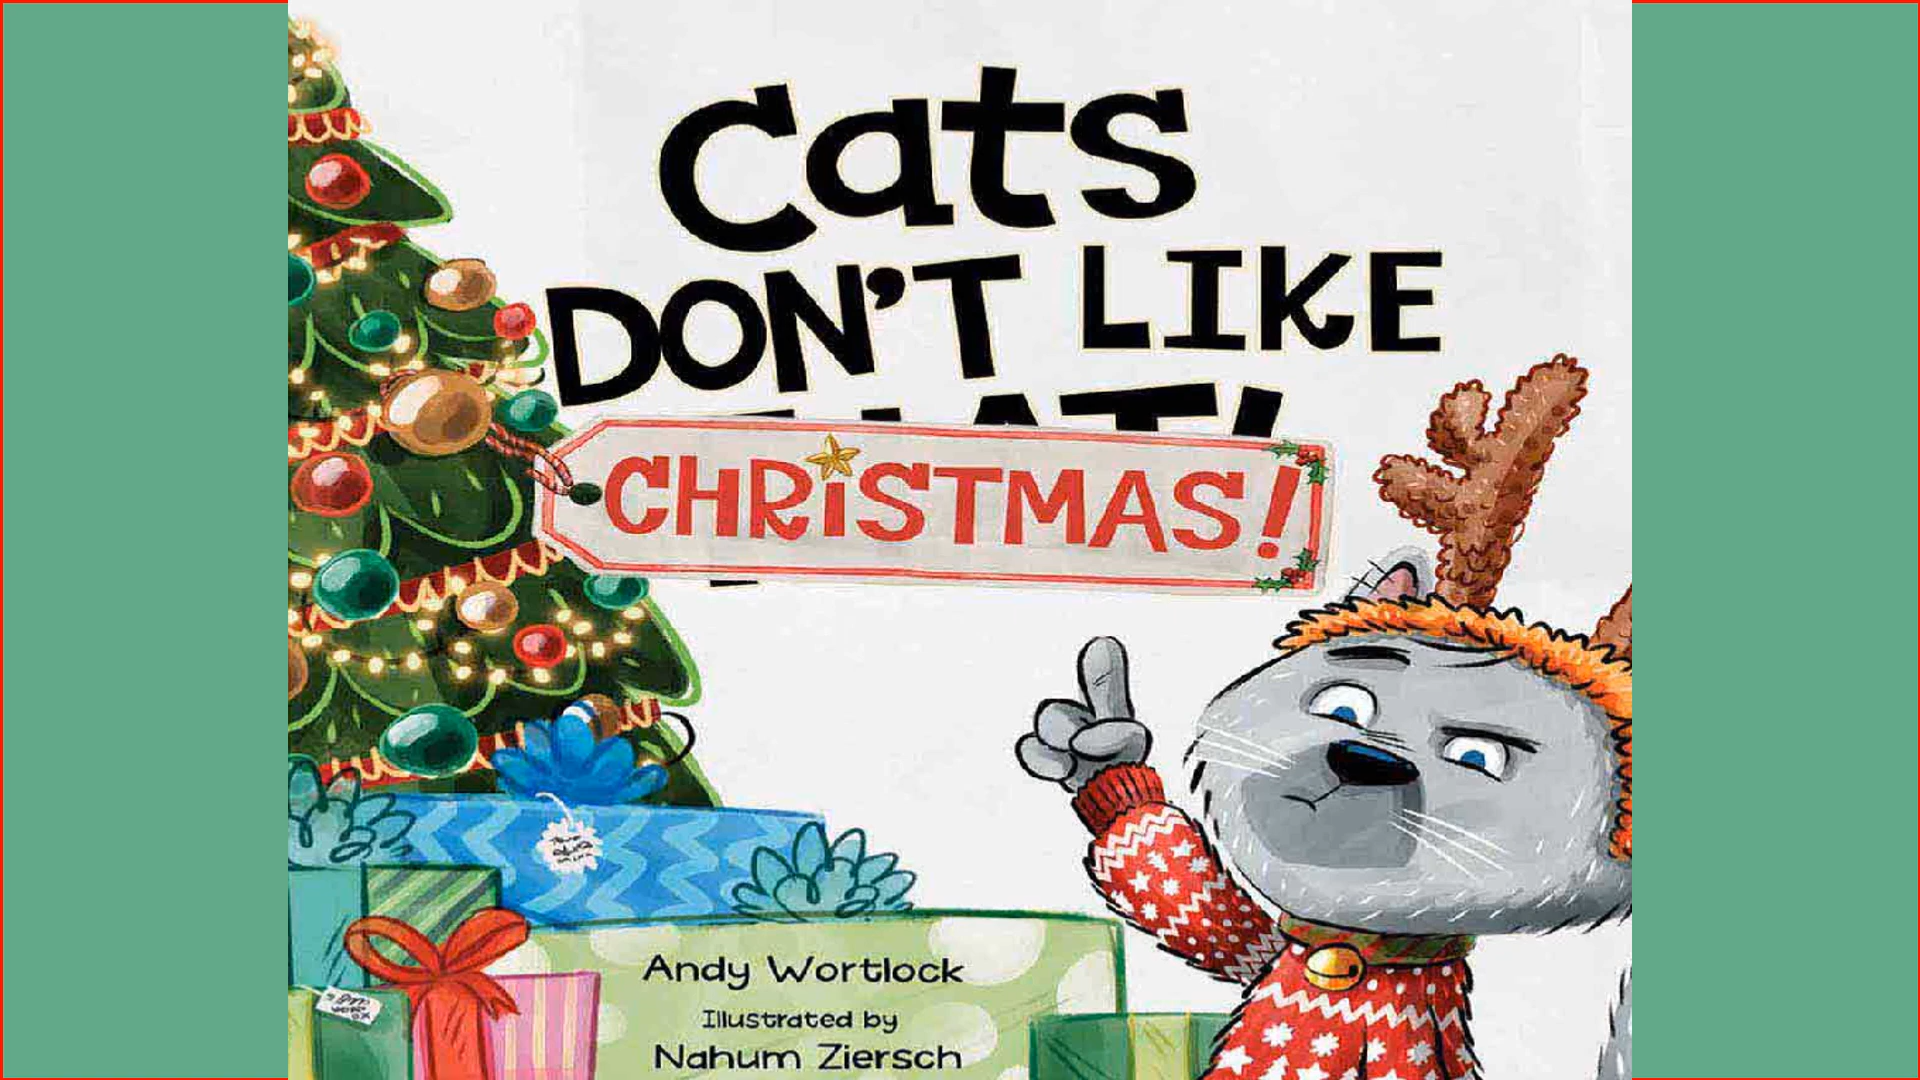 Cats
DON'T LIKE
CHRISTMAS!
Andy Wortlock
Illustrated by
Nahum Ziersch